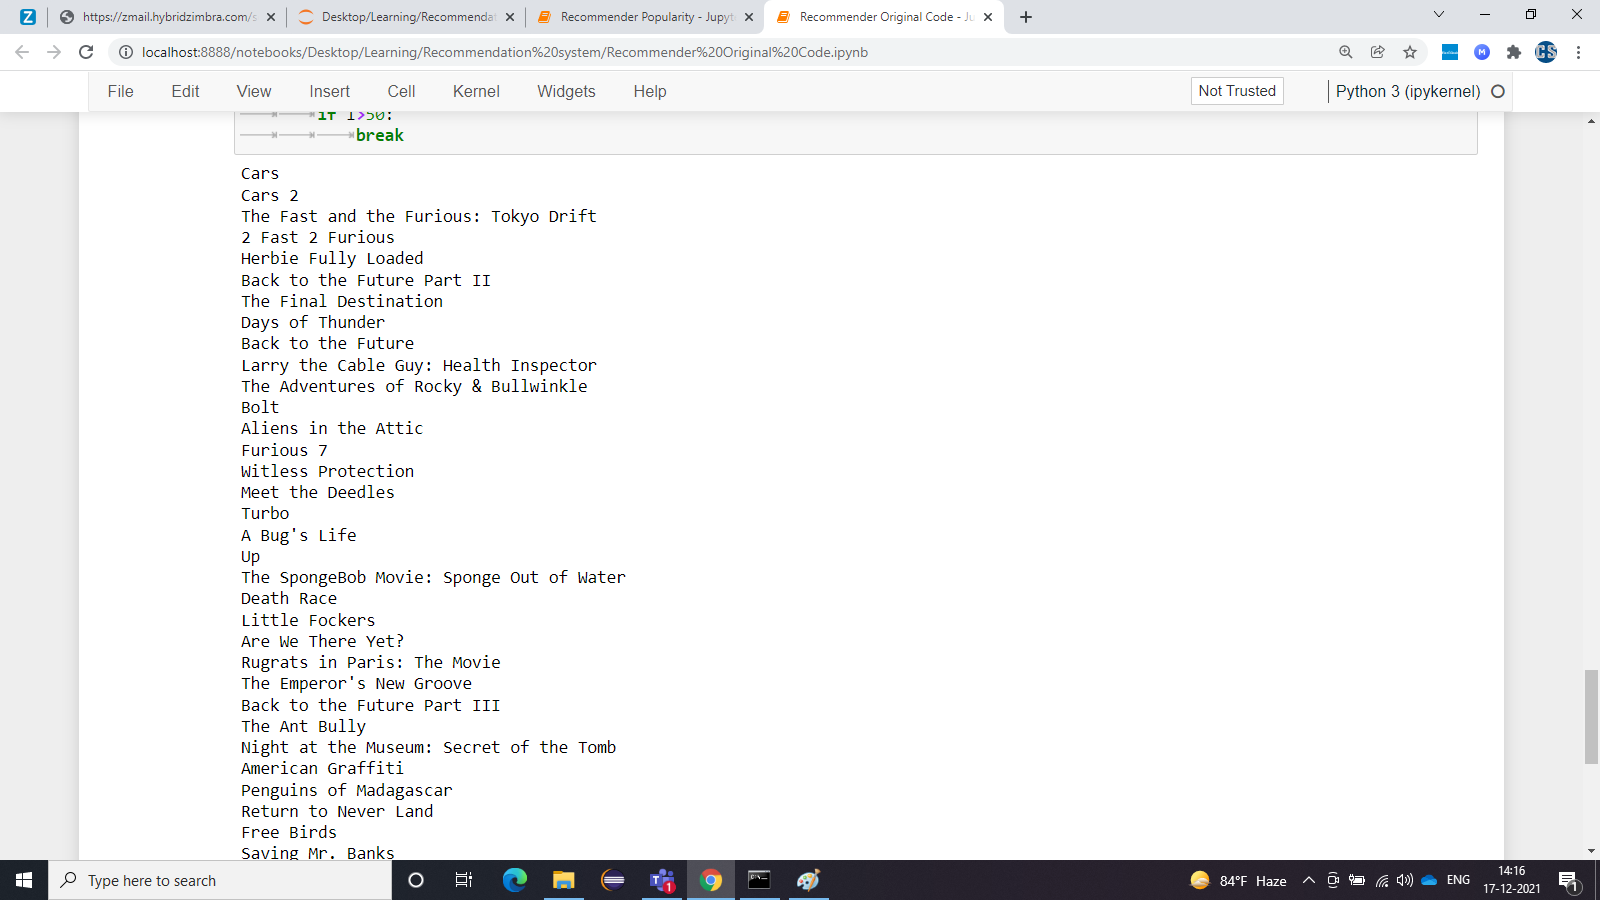 Z
https://zmail.hybridzimbra.com/s
Desktop/Learning/Recommendat
Recommender Popularity - Jupyt
Recommender Original Code - Ju
localhost:8888/notebooks/Desktop/Learning/Recommendation%20system/Recommender%20Original%20Code.ipynb
M
CS
File Edit View Insert Cell Kernel Widgets Help
Not Trusted
Python 3 (ipykernel)
if i>50:
break
Cars
Cars 2
The Fast and the Furious: Tokyo Drift
2 Fast 2 Furious
Herbie Fully Loaded
Back to the Future Part II
The Final Destination
Days of Thunder
Back to the Future
Larry the Cable Guy: Health Inspector
The Adventures of Rocky & Bullwinkle
Bolt
Aliens in the Attic
Furious 7
Witless Protection
Meet the Deedles
Turbo
A Bug's Life
Up
The SpongeBob Movie: Sponge Out of Water
Death Race
Little Fockers
Are We There Yet?
Rugrats in Paris: The Movie
The Emperor's New Groove
Back to the Future Part III
The Ant Bully
Night at the Museum: Secret of the Tomb
American Graffiti
Penguins of Madagascar
Return to Never Land
Free Birds
Saving Mr. Banks
Type here to search
T
1
84°F Haze
ENG
14:16
17-12-2021
1